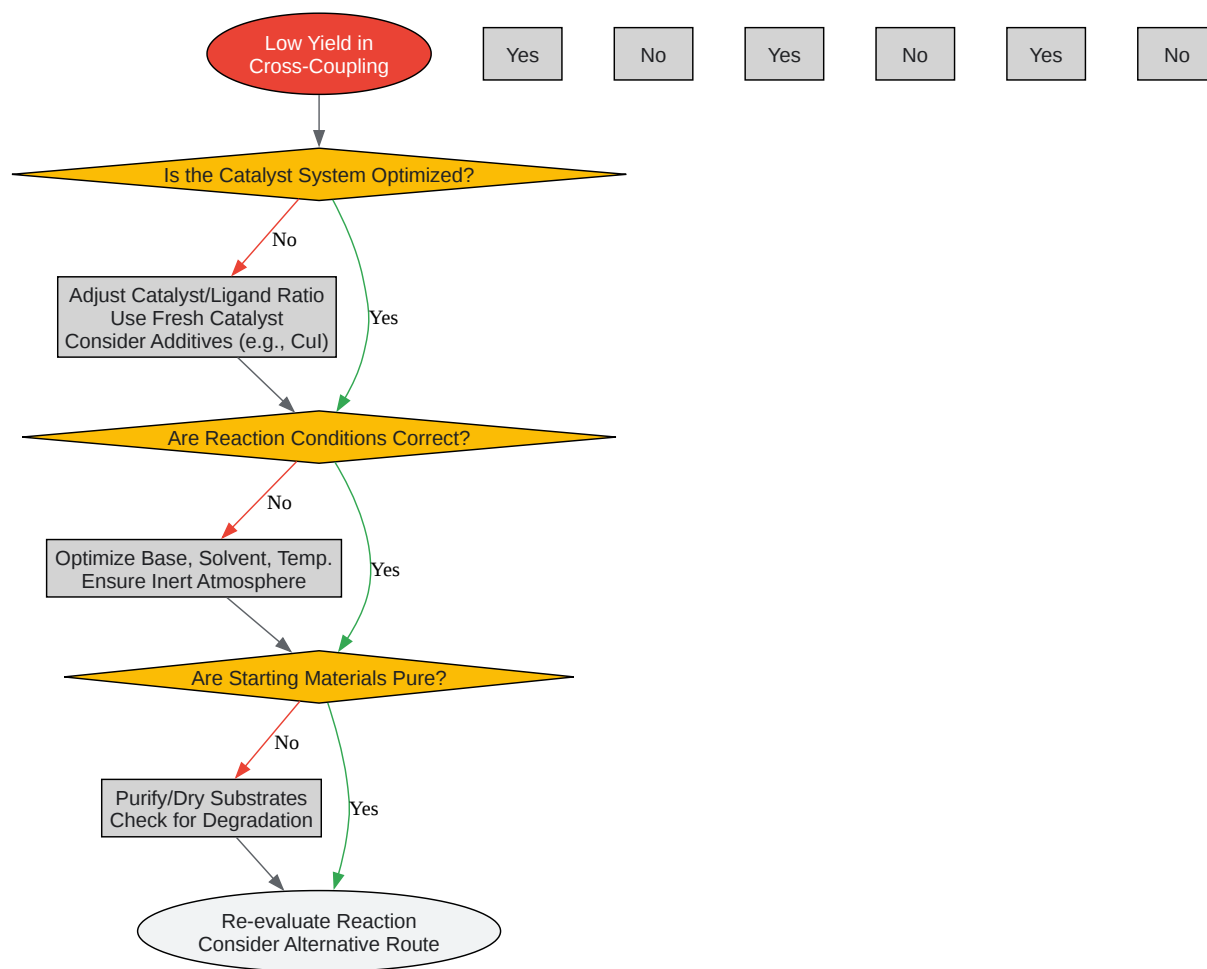 Low Yield in
Cross-Coupling
Yes
No
Yes
No
Yes
No
Is the Catalyst System Optimized?
No
Adjust Catalyst/Ligand Ratio
Use Fresh Catalyst
Consider Additives (e.g., CuI)
Yes
Are Reaction Conditions Correct?
No
Optimize Base, Solvent, Temp.
Ensure Inert Atmosphere
Yes
Are Starting Materials Pure?
No
Purify/Dry Substrates
Check for Degradation
Yes
Re-evaluate Reaction
Consider Alternative Route